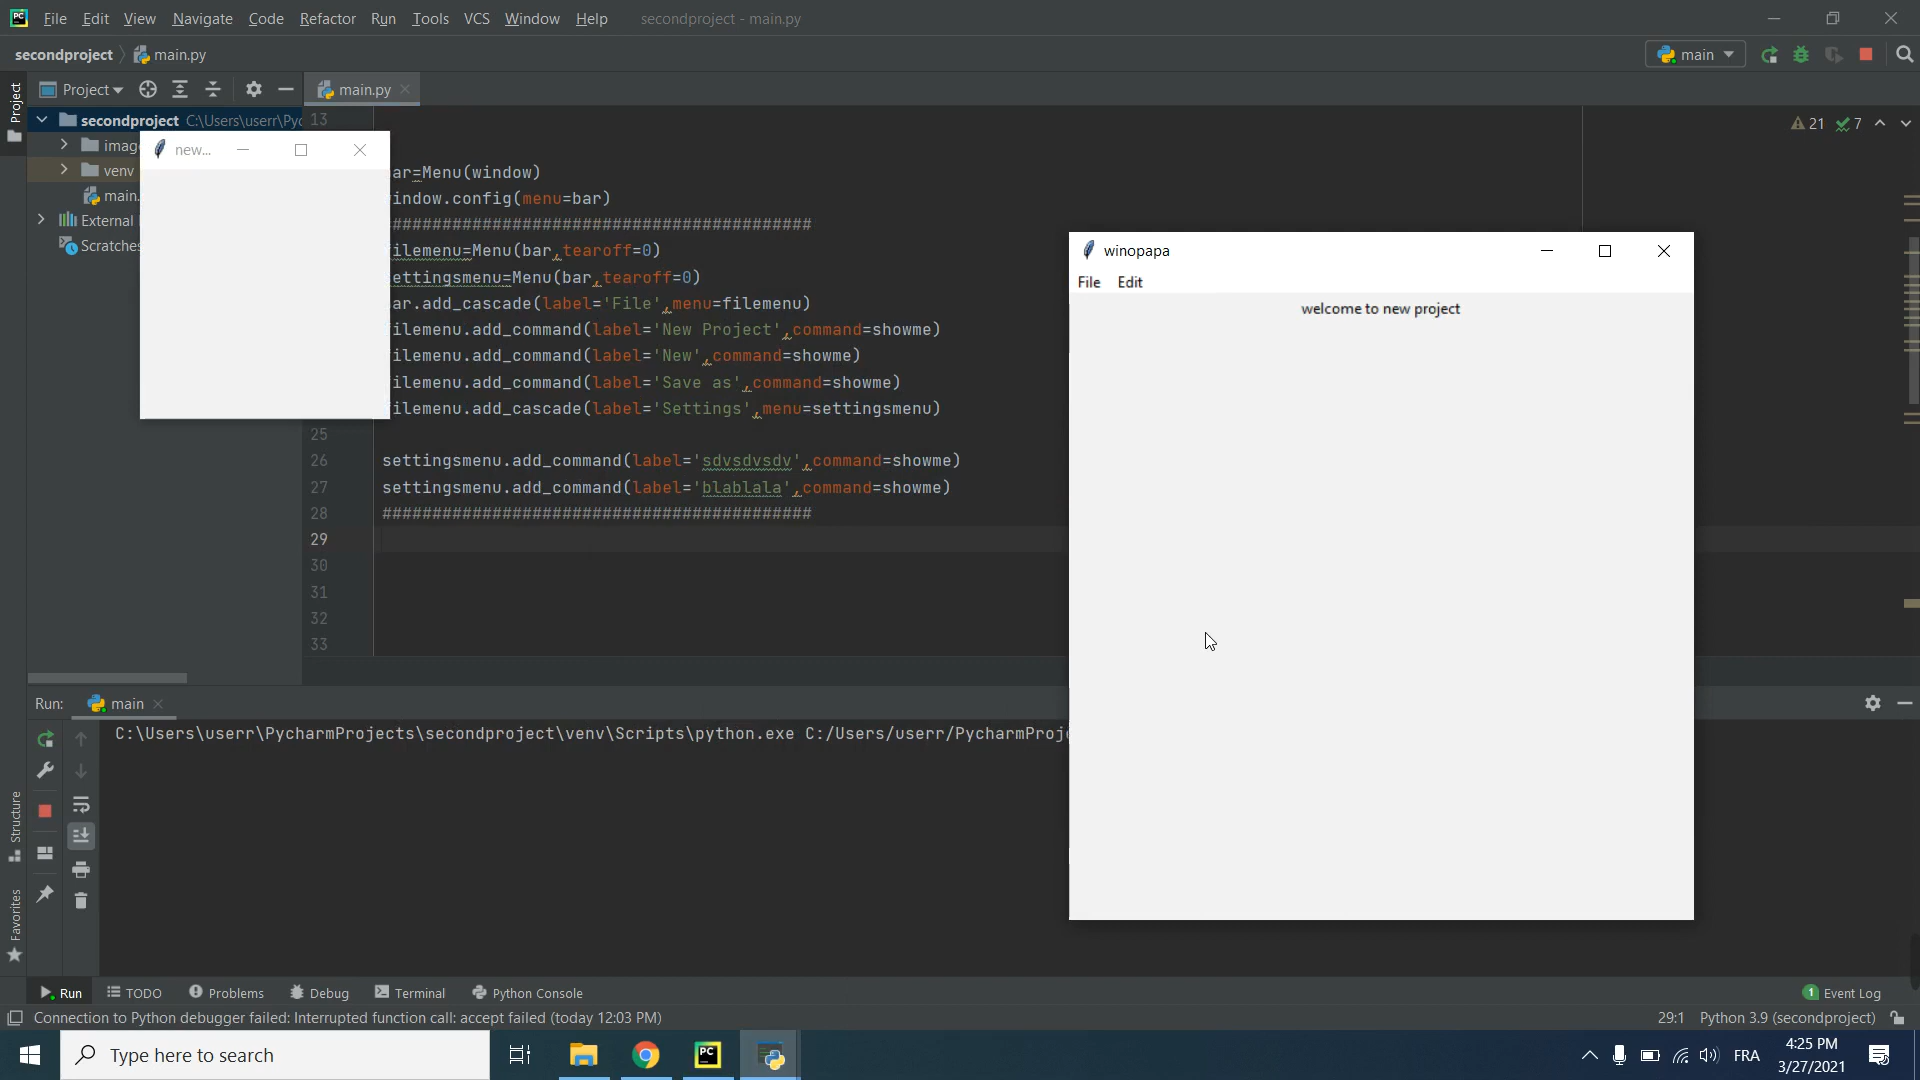 File Edit View Navigate Code Refactor Run Tools VCS Window Help secondproject - main.py
secondproject main.py main
Project main.py
Project
secondproject C:\Users\userr\Pyc
imag
venv
main.
External
Scratches
new...
13
ar=Menu(window)
indow.config(menu=bar)
##########################################
ilemenu=Menu(bar,tearoff=0)
ettingsmenu=Menu(bar,tearoff=0)
ar.add_cascade(label='File',menu=filemenu)
ilemenu.add_command(label='New Project',command=showme)
ilemenu.add_command(label='New',command=showme)
ilemenu.add_command(label='Save as',command=showme)
ilemenu.add_cascade(label='Settings',menu=settingsmenu)
25
26 settingsmenu.add_command(label='sdvsdvsdv',command=showme)
27 settingsmenu.add_command(label='blablala',command=showme)
28 ###########################################
29
30
31
32
33
21 7
winopapa
File Edit
welcome to new project
Run: main
C:\Users\userr\PycharmProjects\secondproject\venv\Scripts\python.exe C:/Users/userr/PycharmProj
Structure
Favorites
Run TODO Problems Debug Terminal Python Console 1 Event Log
Connection to Python debugger failed: Interrupted function call: accept failed (today 12:03 PM) 29:1 Python 3.9 (secondproject)
Type here to search PC FRA 4:25 PM
3/27/2021